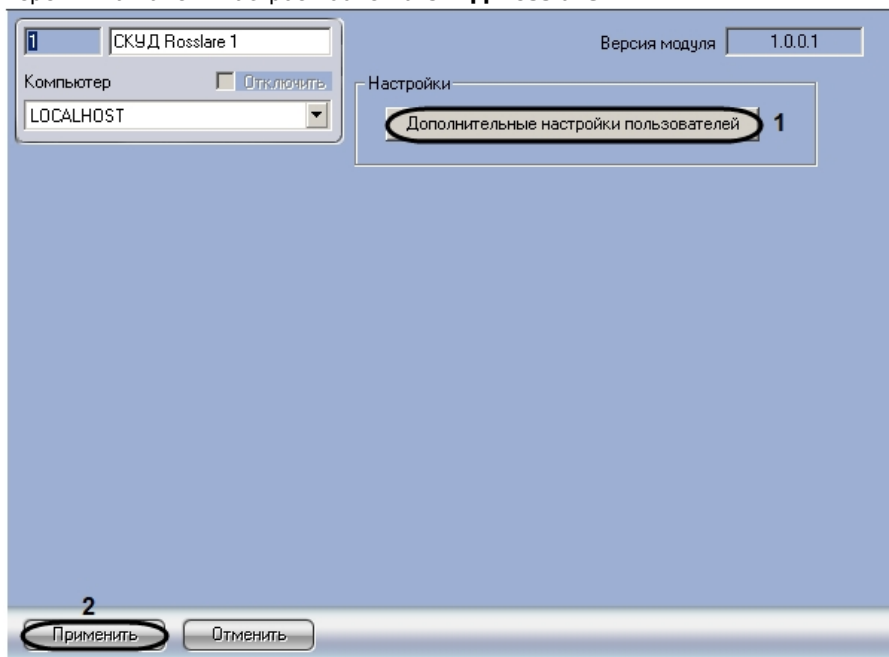 1 СКУД Rosslare 1
Версия модуля 1.0.0.1
Компьютер Отключить
LOCALHOST
Настройки
Дополнительные настройки пользователей 1
2
Применить Отменить